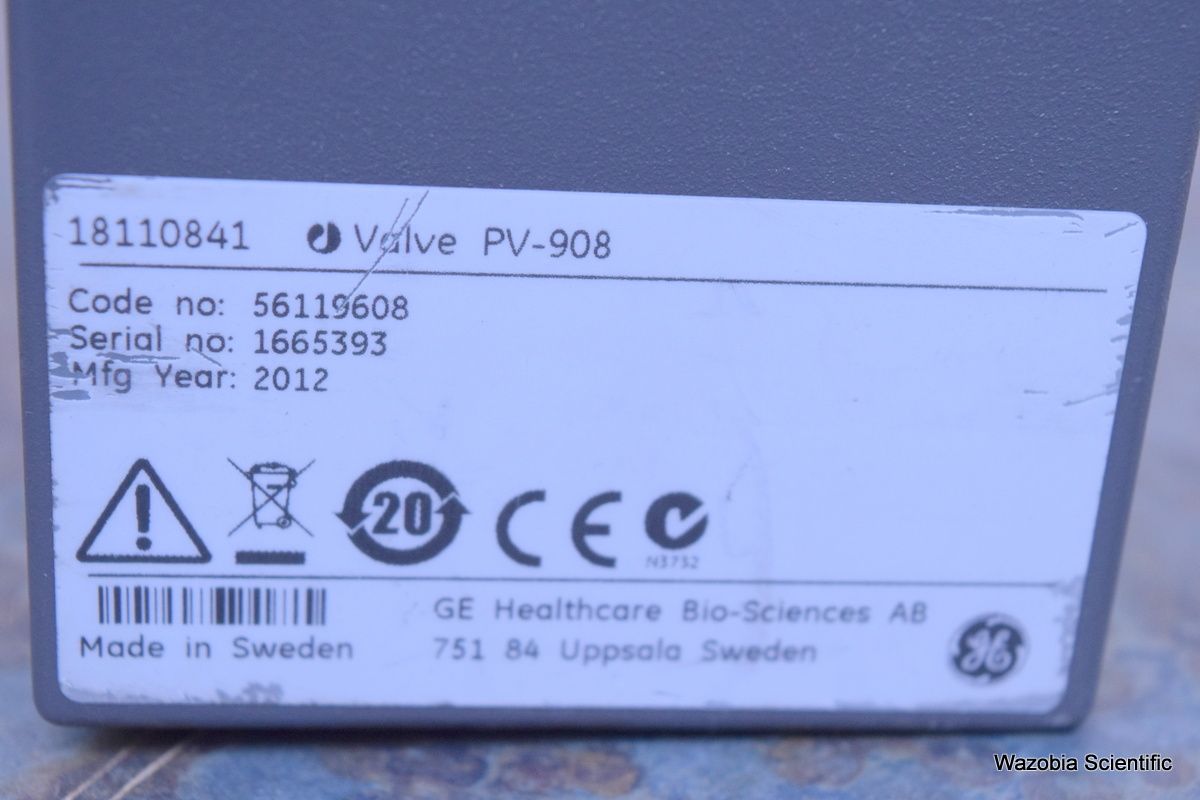 18110841 Valve PV-908
Code no: 56119608
Serial no: 1665393
Mfg Year: 2012
20 CE
N3732
GE Healthcare Bio-Sciences AB
Made in Sweden 751 84 Uppsala Sweden
GE
Wazobia Scientific